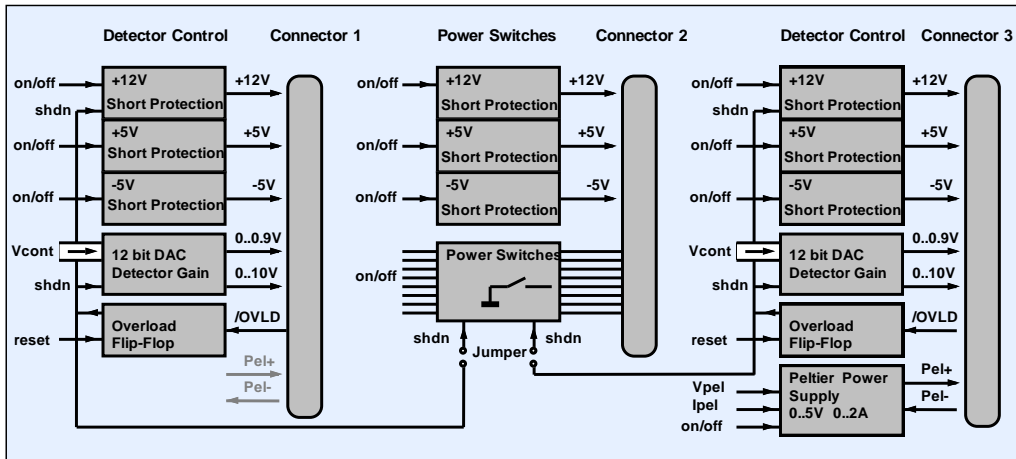 Detector Control
Connector 1
Power Switches
Connector 2
Detector Control
Connector 3
on/off
shdn
+12V
Short Protection
+12V
on/off
+5V
Short Protection
+5V
on/off
-5V
Short Protection
-5V
Vcont
shdn
12 bit DAC
Detector Gain
0..0.9V
0..10V
reset
Overload
Flip-Flop
/OVLD
Pel+
Pel-
on/off
+12V
Short Protection
+12V
on/off
+5V
Short Protection
+5V
on/off
-5V
Short Protection
-5V
on/off
Power Switches
shdn
Jumper
shdn
on/off
shdn
+12V
Short Protection
+12V
on/off
+5V
Short Protection
+5V
on/off
-5V
Short Protection
-5V
Vcont
shdn
12 bit DAC
Detector Gain
0..0.9V
0..10V
reset
Overload
Flip-Flop
/OVLD
Vpel
Ipel
on/off
Peltier Power
Supply
0..5V 0..2A
Pel+
Pel-